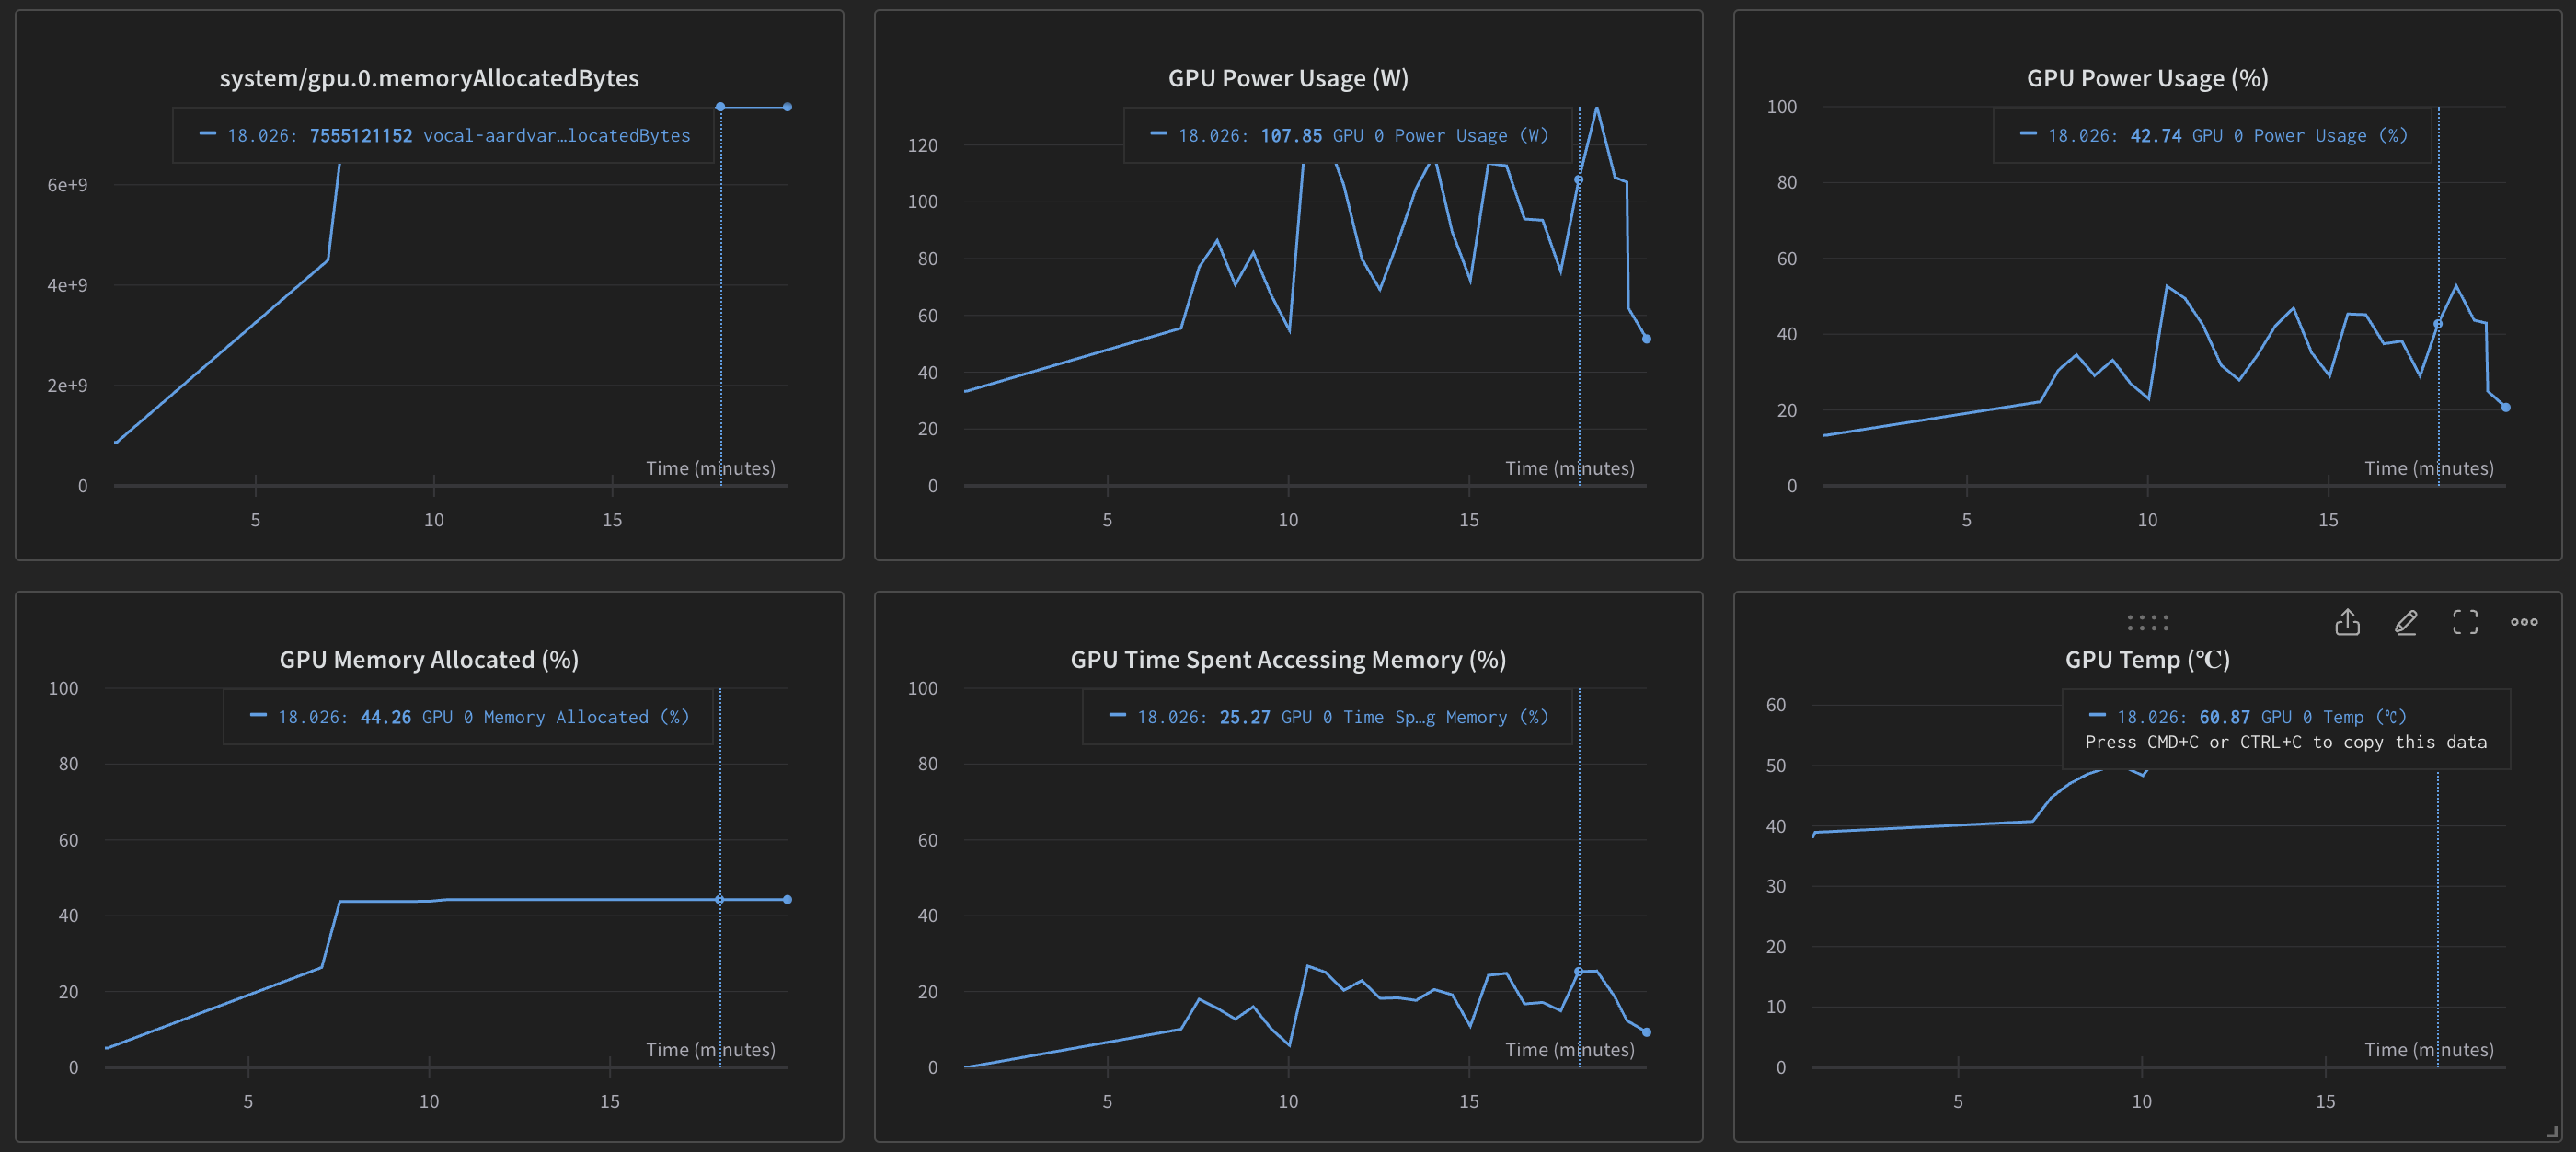 system/gpu.0.memoryAllocatedBytes
18.026: 7555121152 vocal-aardvar…locatedBytes
6e+9
4e+9
2e+9
0
Time (minutes)
5 10 15
GPU Power Usage (W)
18.026: 107.85 GPU 0 Power Usage (W)
120
100
80
60
40
20
0
Time (minutes)
5 10 15
GPU Power Usage (%)
100
18.026: 42.74 GPU 0 Power Usage (%)
80
60
40
20
0
Time (minutes)
5 10 15
GPU Memory Allocated (%)
100
18.026: 44.26 GPU 0 Memory Allocated (%)
80
60
40
20
0
Time (minutes)
5 10 15
GPU Time Spent Accessing Memory (%)
100
18.026: 25.27 GPU 0 Time Sp…g Memory (%)
80
60
40
20
0
Time (minutes)
5 10 15
GPU Temp (℃)
60
18.026: 60.87 GPU 0 Temp (℃)
Press CMD+C or CTRL+C to copy this data
50
40
30
20
10
0
Time (minutes)
5 10 15